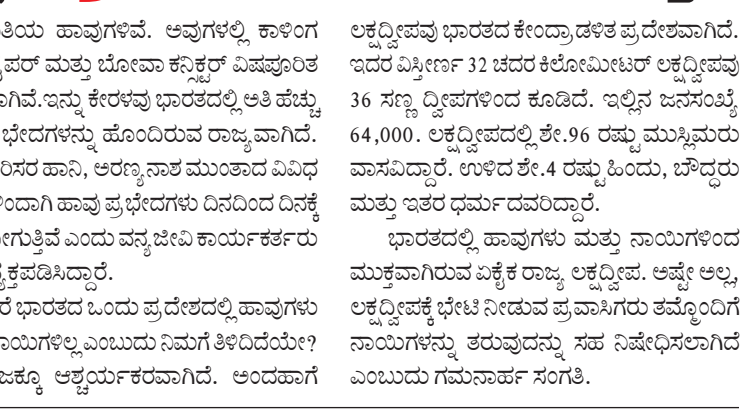 ತಿಯ ಹಾವುಗಳಿವೆ. ಅವುಗಳಲ್ಲಿ ಕಾಳಿಂಗ
ಪರ್ ಮತ್ತು ಬೋವಾ ಕನ್ಸ್ಟ್ರಿಕ್ಟರ್ ವಿಷಪೂರಿತ
ಾಗಿವೆ.ಇನ್ನು ಕೇರಳವು ಭಾರತದಲ್ಲಿ ಅತಿ ಹೆಚ್ಚು
ಭೇದಗಳನ್ನು ಹೊಂದಿರುವ ರಾಜ್ಯವಾಗಿದೆ.
ರಿಸರ ಹಾನಿ, ಅರಣ್ಯನಾಶ ಮುಂತಾದ ವಿವಿಧ
ಂದಾಗಿ ಹಾವು ಪ್ರಭೇದಗಳು ದಿನದಿಂದ ದಿನಕ್ಕೆ
ಗುತ್ತಿವೆ ಎಂದು ವನ್ಯಜೀವಿ ಕಾರ್ಯಕರ್ತರು
ಕ್ತಪಡಿಸಿದ್ದಾರೆ.
ರೆ ಭಾರತದ ಒಂದು ಪ್ರದೇಶದಲ್ಲಿ ಹಾವುಗಳು
ಾಯಿಗಳಿಲ್ಲ ಎಂಬುದು ನಿಮಗೆ ತಿಳಿದಿದೆಯೇ?
ಜಕ್ಕೂ ಆಶ್ಚರ್ಯಕರವಾಗಿದೆ. ಅಂದಹಾಗೆ
ಲಕ್ಷದ್ವೀಪವು ಭಾರತದ ಕೇಂದ್ರಾಡಳಿತ ಪ್ರದೇಶವಾಗಿದೆ.
ಇದರ ವಿಸ್ತೀರ್ಣ 32 ಚದರ ಕಿಲೋಮೀಟರ್ ಲಕ್ಷದ್ವೀಪವು
36 ಸಣ್ಣ ದ್ವೀಪಗಳಿಂದ ಕೂಡಿದೆ. ಇಲ್ಲಿನ ಜನಸಂಖ್ಯೆ
64,000. ಲಕ್ಷದ್ವೀಪದಲ್ಲಿ ಶೇ.96 ರಷ್ಟು ಮುಸ್ಲಿಮರು
ವಾಸವಿದ್ದಾರೆ. ಉಳಿದ ಶೇ.4 ರಷ್ಟು ಹಿಂದು, ಬೌದ್ಧರು
ಮತ್ತು ಇತರ ಧರ್ಮದವರಿದ್ದಾರೆ.
ಭಾರತದಲ್ಲಿ ಹಾವುಗಳು ಮತ್ತು ನಾಯಿಗಳಿಂದ
ಮುಕ್ತವಾಗಿರುವ ಏಕೈಕ ರಾಜ್ಯ ಲಕ್ಷದ್ವೀಪ. ಅಷ್ಟೇ ಅಲ್ಲ,
ಲಕ್ಷದ್ವೀಪಕ್ಕೆ ಭೇಟಿ ನೀಡುವ ಪ್ರವಾಸಿಗರು ತಮ್ಮೊಂದಿಗೆ
ನಾಯಿಗಳನ್ನು ತರುವುದನ್ನು ಸಹ ನಿಷೇಧಿಸಲಾಗಿದೆ
ಎಂಬುದು ಗಮನಾರ್ಹ ಸಂಗತಿ.